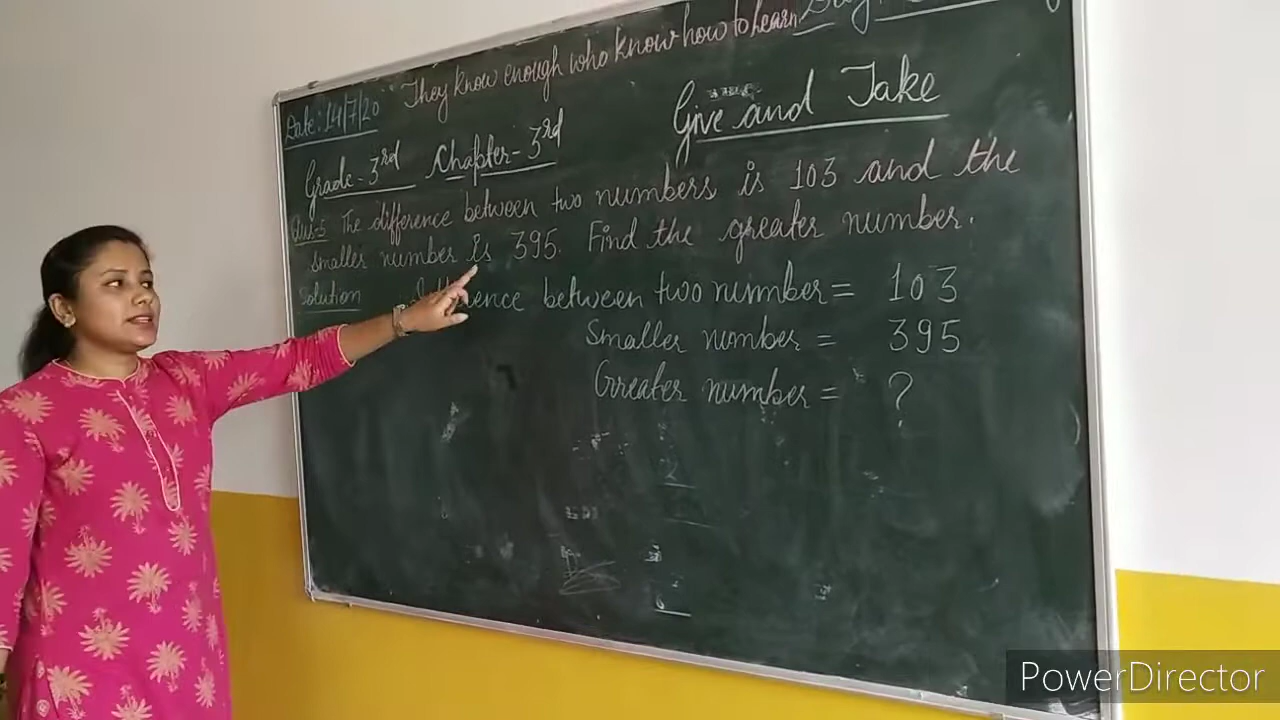 "They know enough who know how to learn
Date: 14/7/20
Give and Take
Grade - 3rd Chapter - 3rd
Qus-5 The difference between two numbers is 103 and the
smaller number is 395. Find the greater number.
Solution Difference between two number = 103
Smaller number = 395
Greater number = ?
PowerDirector